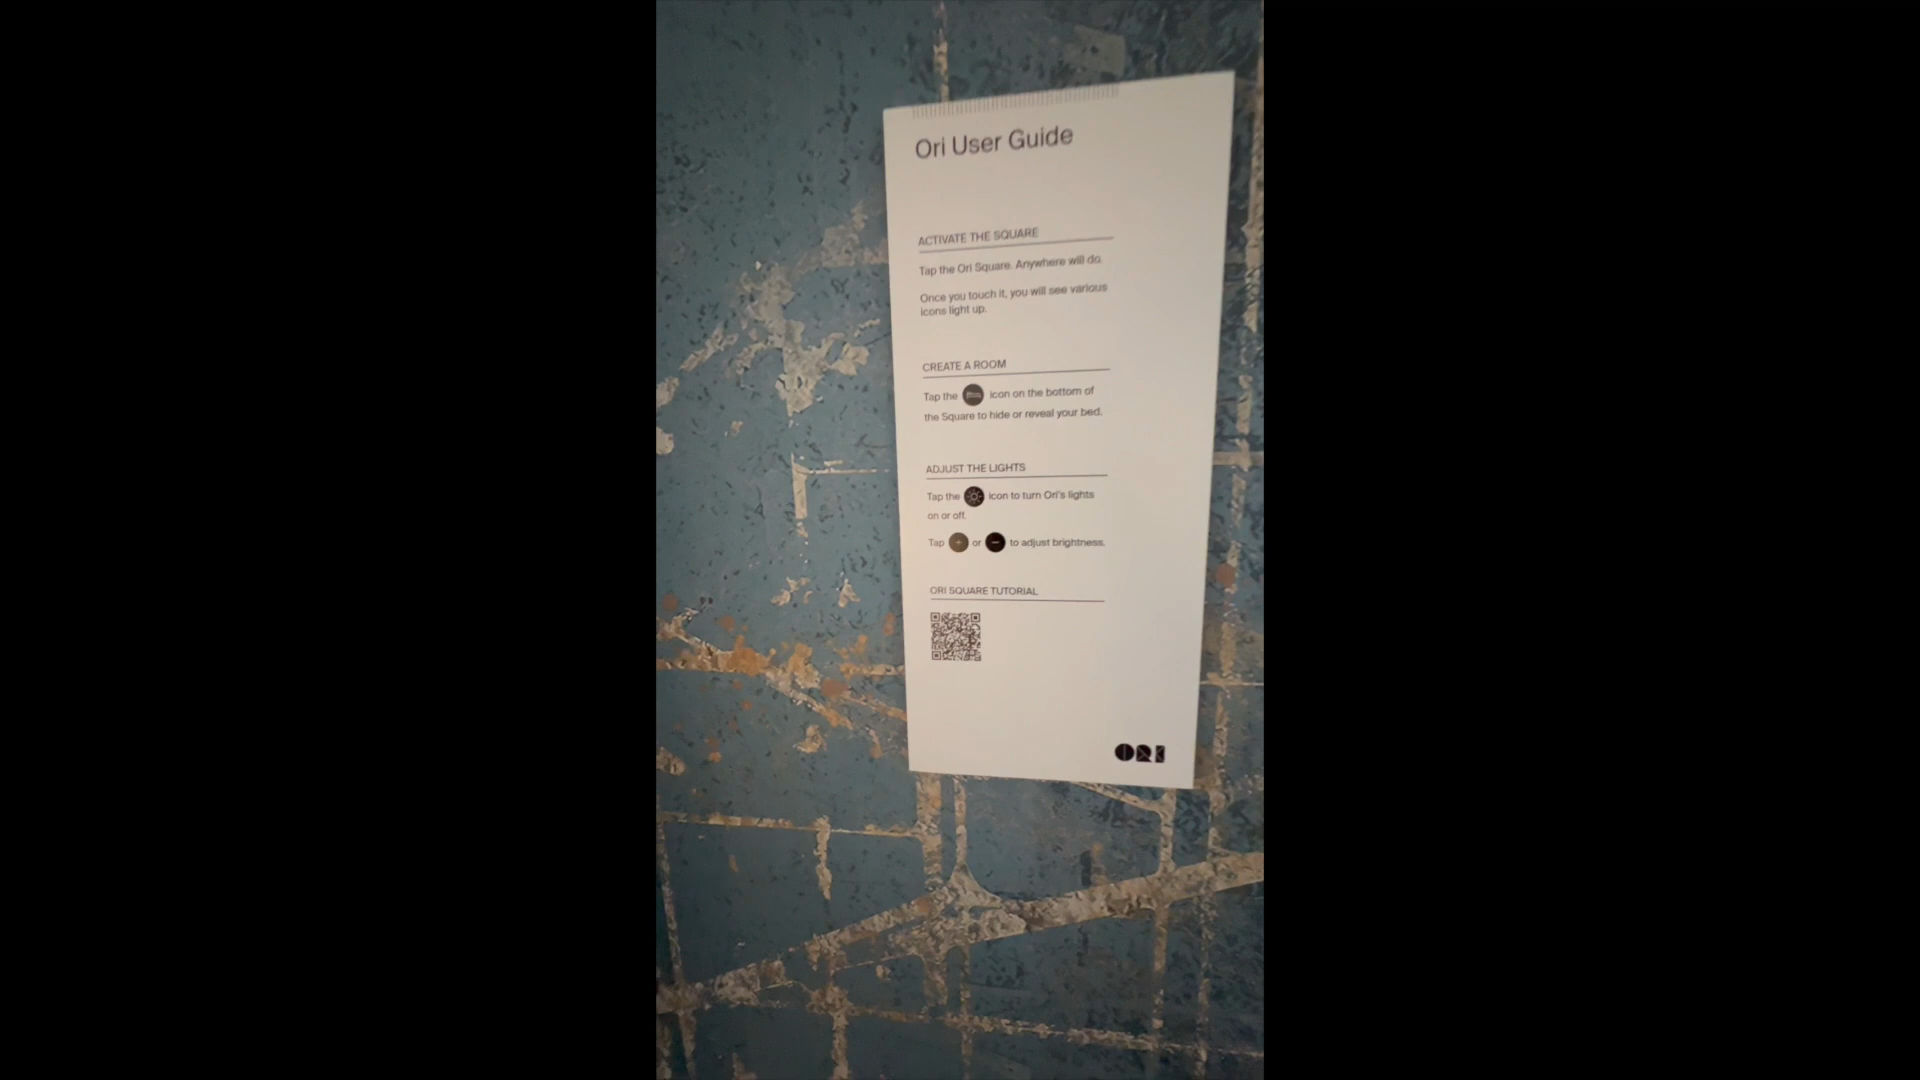 Ori User Guide
ACTIVATE THE SQUARE
Tap the Ori Square. Anywhere will do.
Once you touch it, you will see various
icons light up.
CREATE A ROOM
Tap the icon on the bottom of
the Square to hide or reveal your bed.
ADJUST THE LIGHTS
Tap the icon to turn Ori's lights
on or off.
Tap + or − to adjust brightness.
ORI SQUARE TUTORIAL
ORI